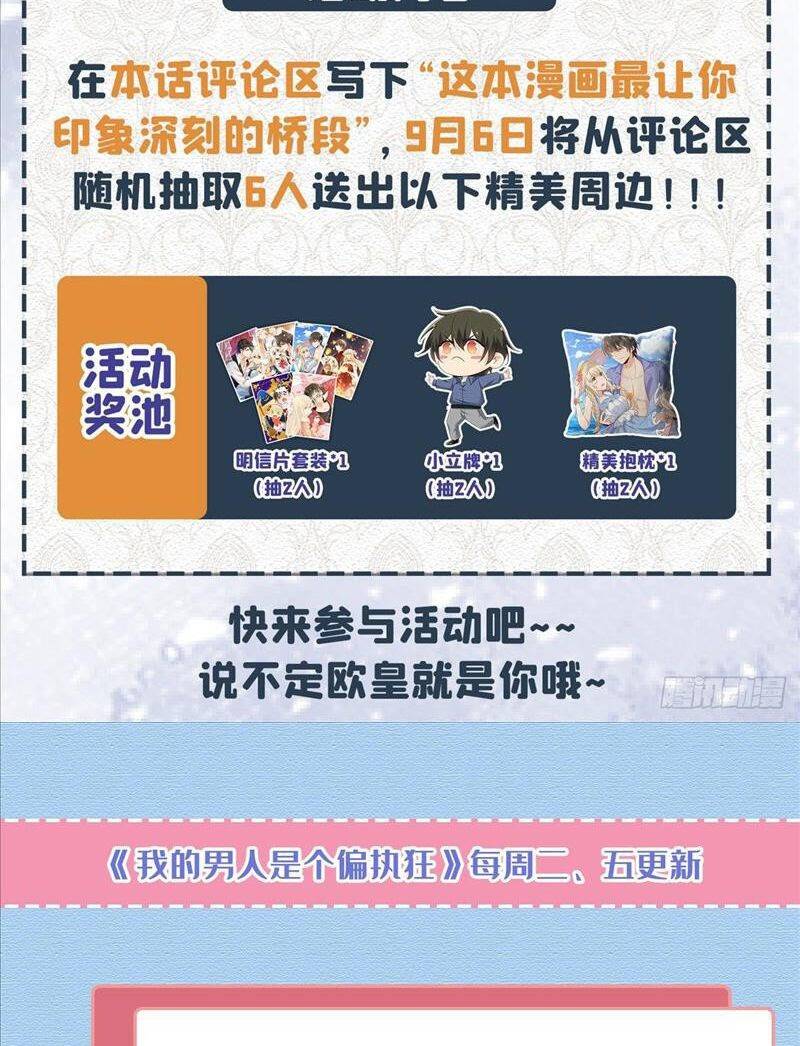 在本话评论区写下“这本漫画最让你
印象深刻的桥段”，9月6日将从评论区
随机抽取6人送出以下精美周边！！！
活动
奖池
明信片套装*1
（抽2人）
小立牌*1
（抽2人）
精美抱枕*1
（抽2人）
快来参与活动吧~~
说不定欧皇就是你哦~
腾讯动漫
《我的男人是个偏执狂》每周二、五更新